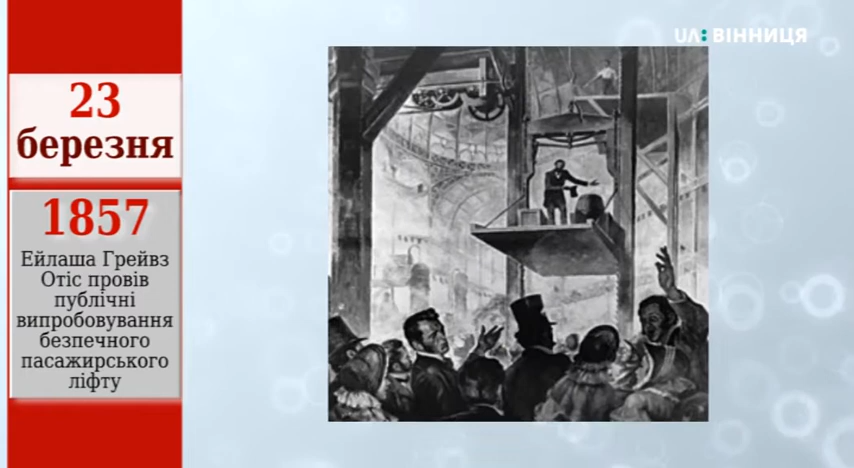 UA: ВІННИЦЯ
23
березня
1857
Ейлаша Грейвз
Отіс провів
публічні
випробовування
безпечного
пасажирського
ліфту